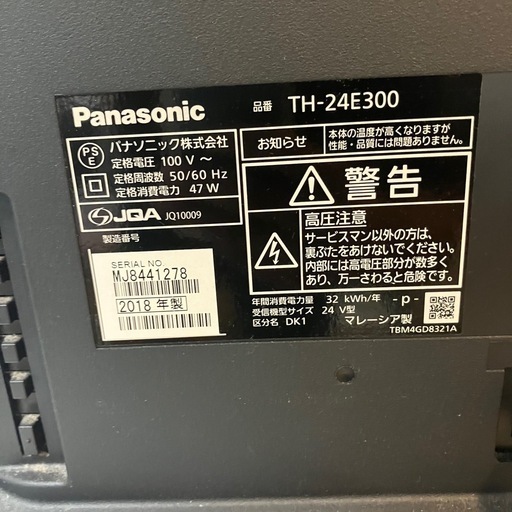 Panasonic
品番 TH-24E300
PS
E
パナソニック株式会社
定格電圧 100 V ～
定格周波数 50/60 Hz
定格消費電力 47 W
JQA JQ10009
製造番号
SERIAL NO.
MJ8441278
2018 年製
お知らせ
本体の温度が高くなりますが
性能・品質には問題ありません。
警告
高圧注意
サービスマン以外の方は、
裏ぶたをあけないでください。
内部には高電圧部分が数多く
あり、万一さわると危険です。
年間消費電力量 32 kWh/年
受信機型サイズ 24 V型
区分名 DK1
- p -
マレーシア製
TBM4GD8321A